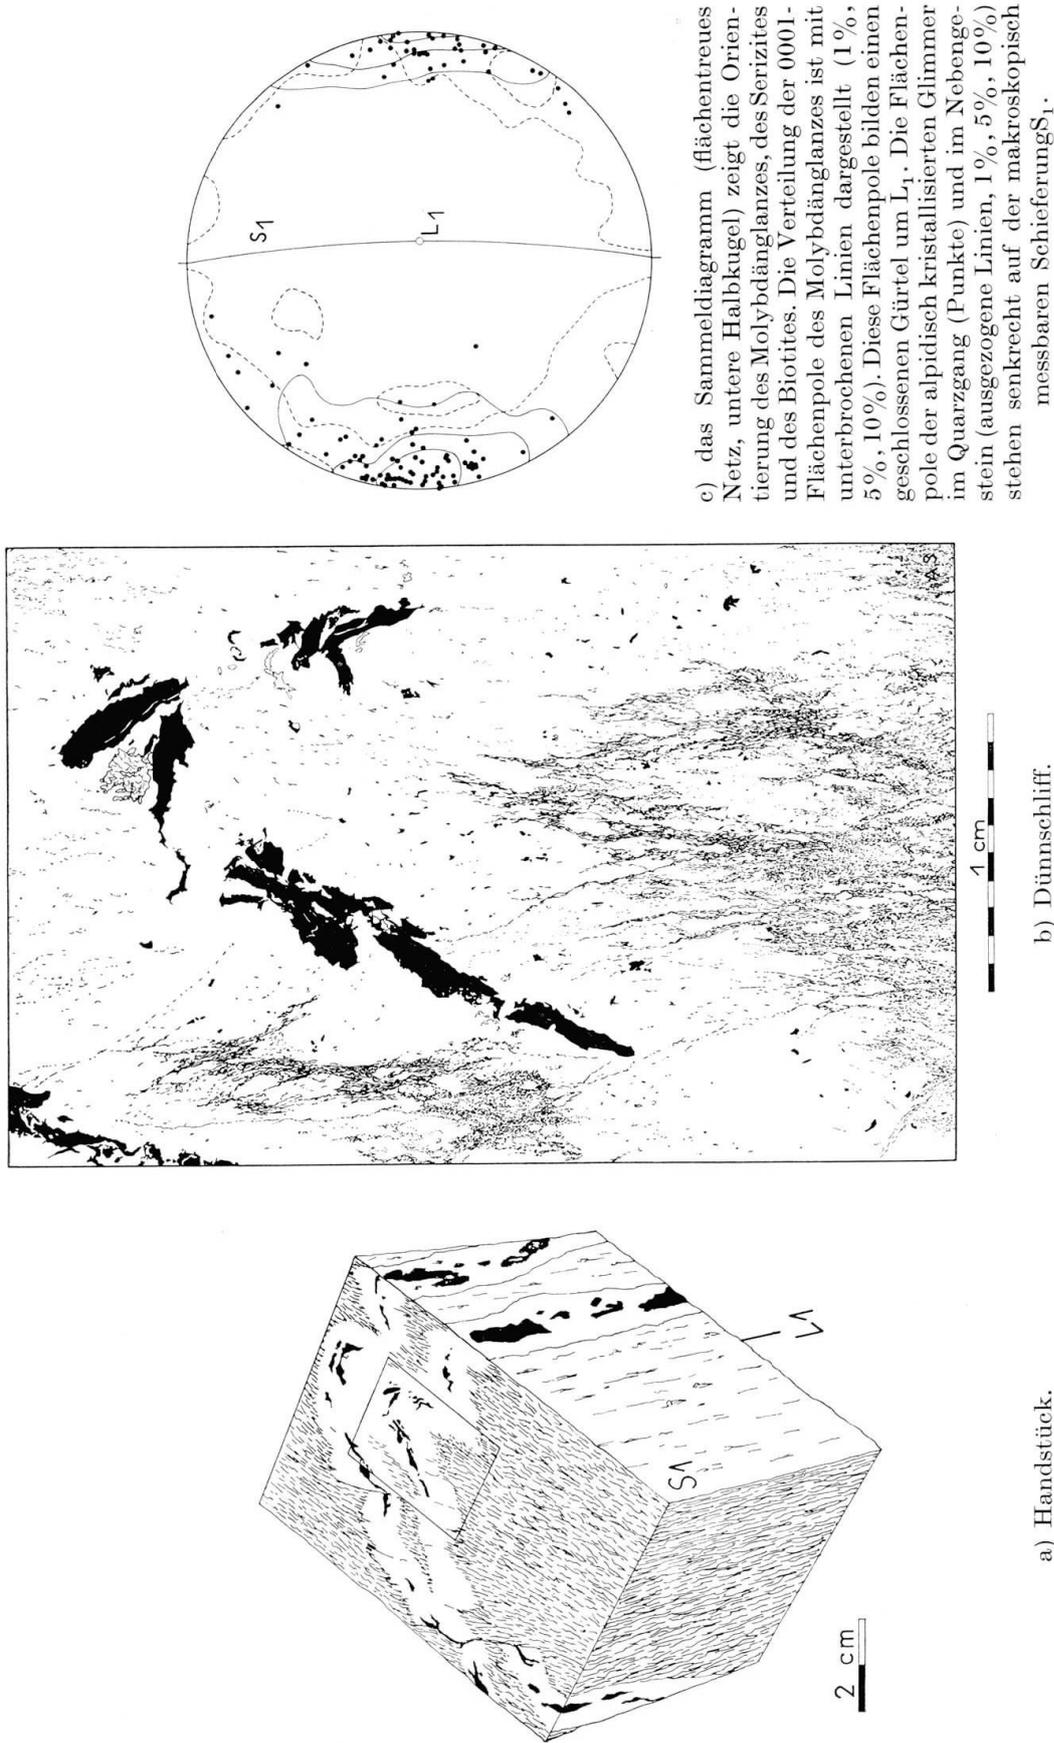 S1
L1
2 cm
a) Handstück.
A.S
1 cm
b) Dünnschliff.
S1
L1
c) das Sammeldiagramm (flächentreues
Netz, untere Halbkugel) zeigt die Orien-
tierung des Molybdänglanzes, des Serizites
und des Biotites. Die Verteilung der 0001-
Flächenpole des Molybdänglanzes ist mit
unterbrochenen Linien dargestellt (1%,
5%, 10%). Diese Flächenpole bilden einen
geschlossenen Gürtel um L₁. Die Flächen-
pole der alpidisch kristallisierten Glimmer
im Quarzgang (Punkte) und im Nebenge-
stein (ausgezogene Linien, 1%, 5%, 10%)
stehen senkrecht auf der makroskopisch
messbaren SchieferungS₁.